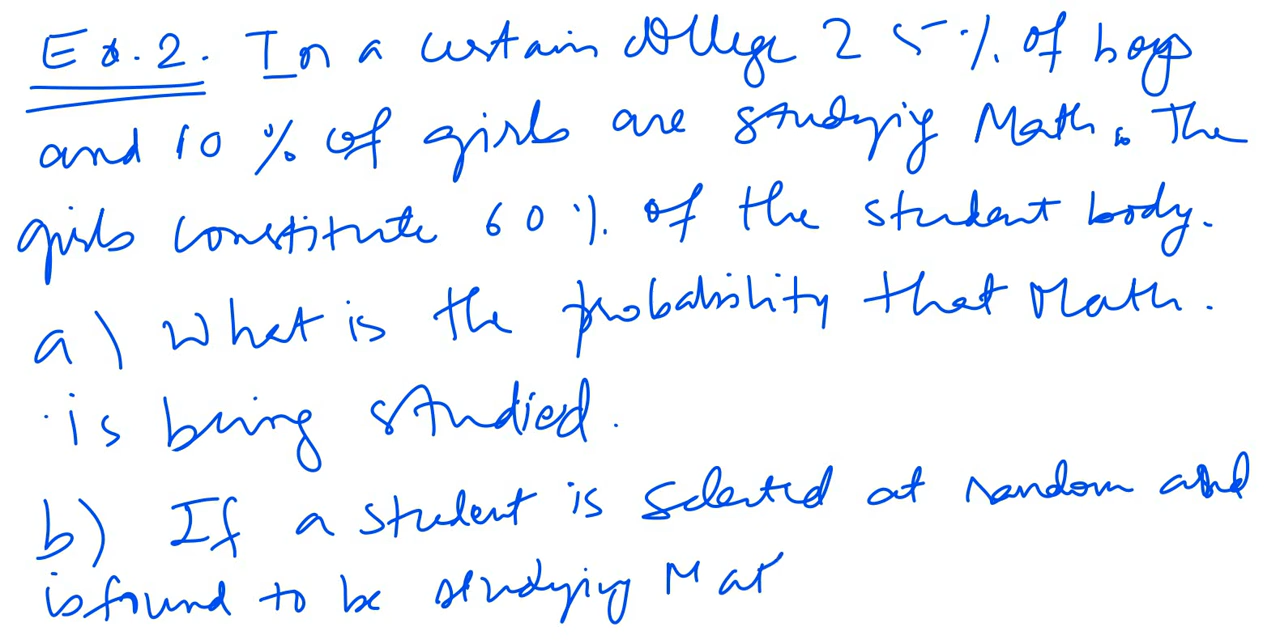 Ex.2. In a certain college 25% of boys
and 10% of girls are studying Math. The
girls constitute 60% of the student body.
a) What is the probability that Math.
is being studied.
b) If a student is selected at random and
is found to be studying Mat